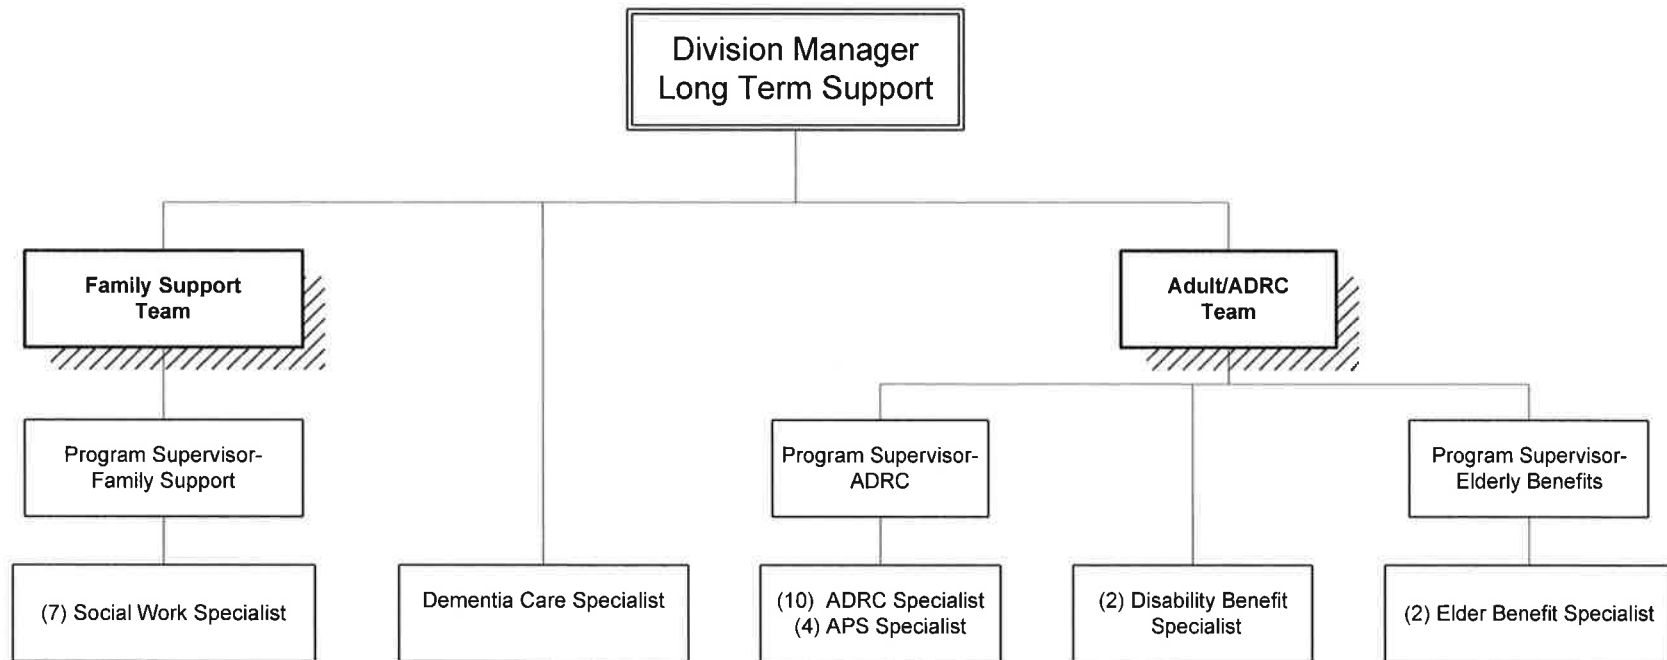 Division Manager
Long Term Support
Family Support
Team
Adult/ADRC
Team
Program Supervisor-
Family Support
Program Supervisor-
ADRC
Program Supervisor-
Elderly Benefits
(7) Social Work Specialist
Dementia Care Specialist
(10) ADRC Specialist
(4) APS Specialist
(2) Disability Benefit
Specialist
(2) Elder Benefit Specialist